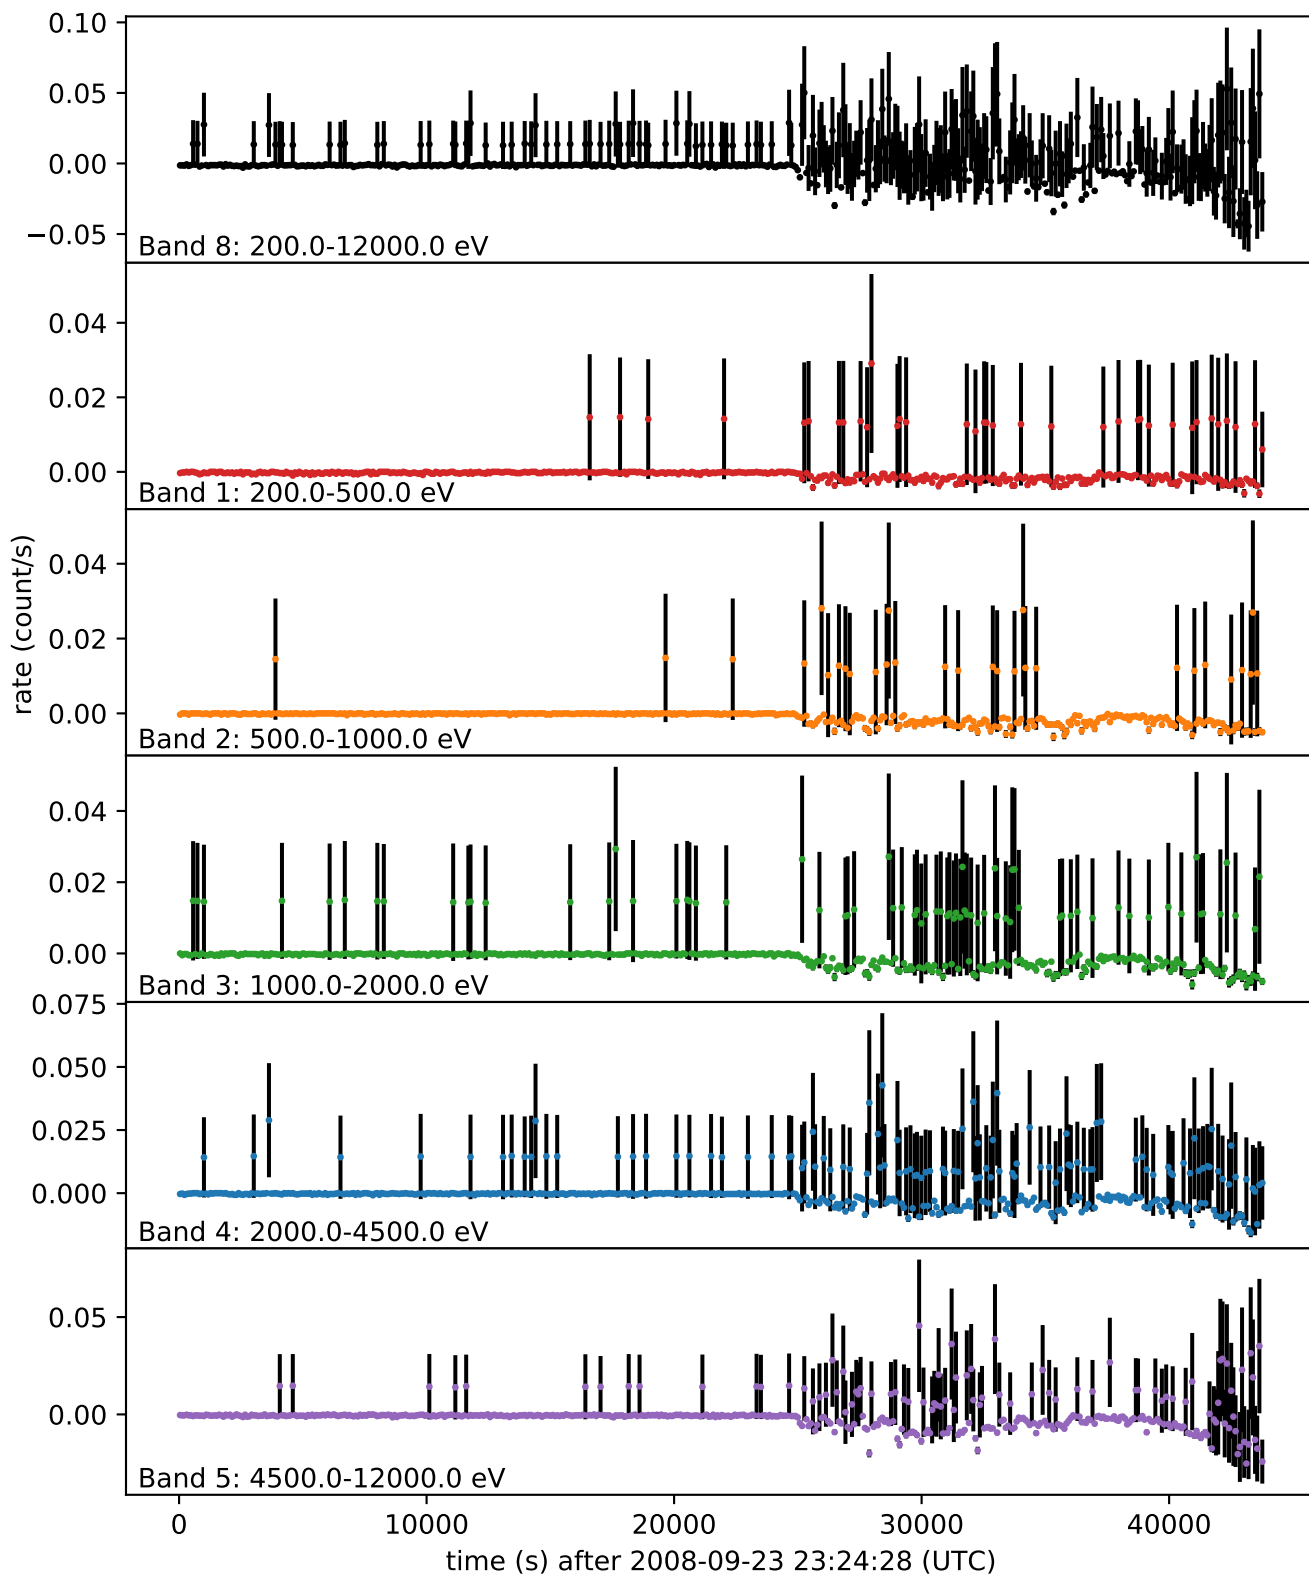 0.10
0.05
0.00
−0.05
Band 8: 200.0-12000.0 eV
0.04
0.02
0.00
Band 1: 200.0-500.0 eV
rate (count/s)
0.04
0.02
0.00
Band 2: 500.0-1000.0 eV
0.04
0.02
0.00
Band 3: 1000.0-2000.0 eV
0.075
0.050
0.025
0.000
Band 4: 2000.0-4500.0 eV
0.05
0.00
Band 5: 4500.0-12000.0 eV
0 10000 20000 30000 40000
time (s) after 2008-09-23 23:24:28 (UTC)